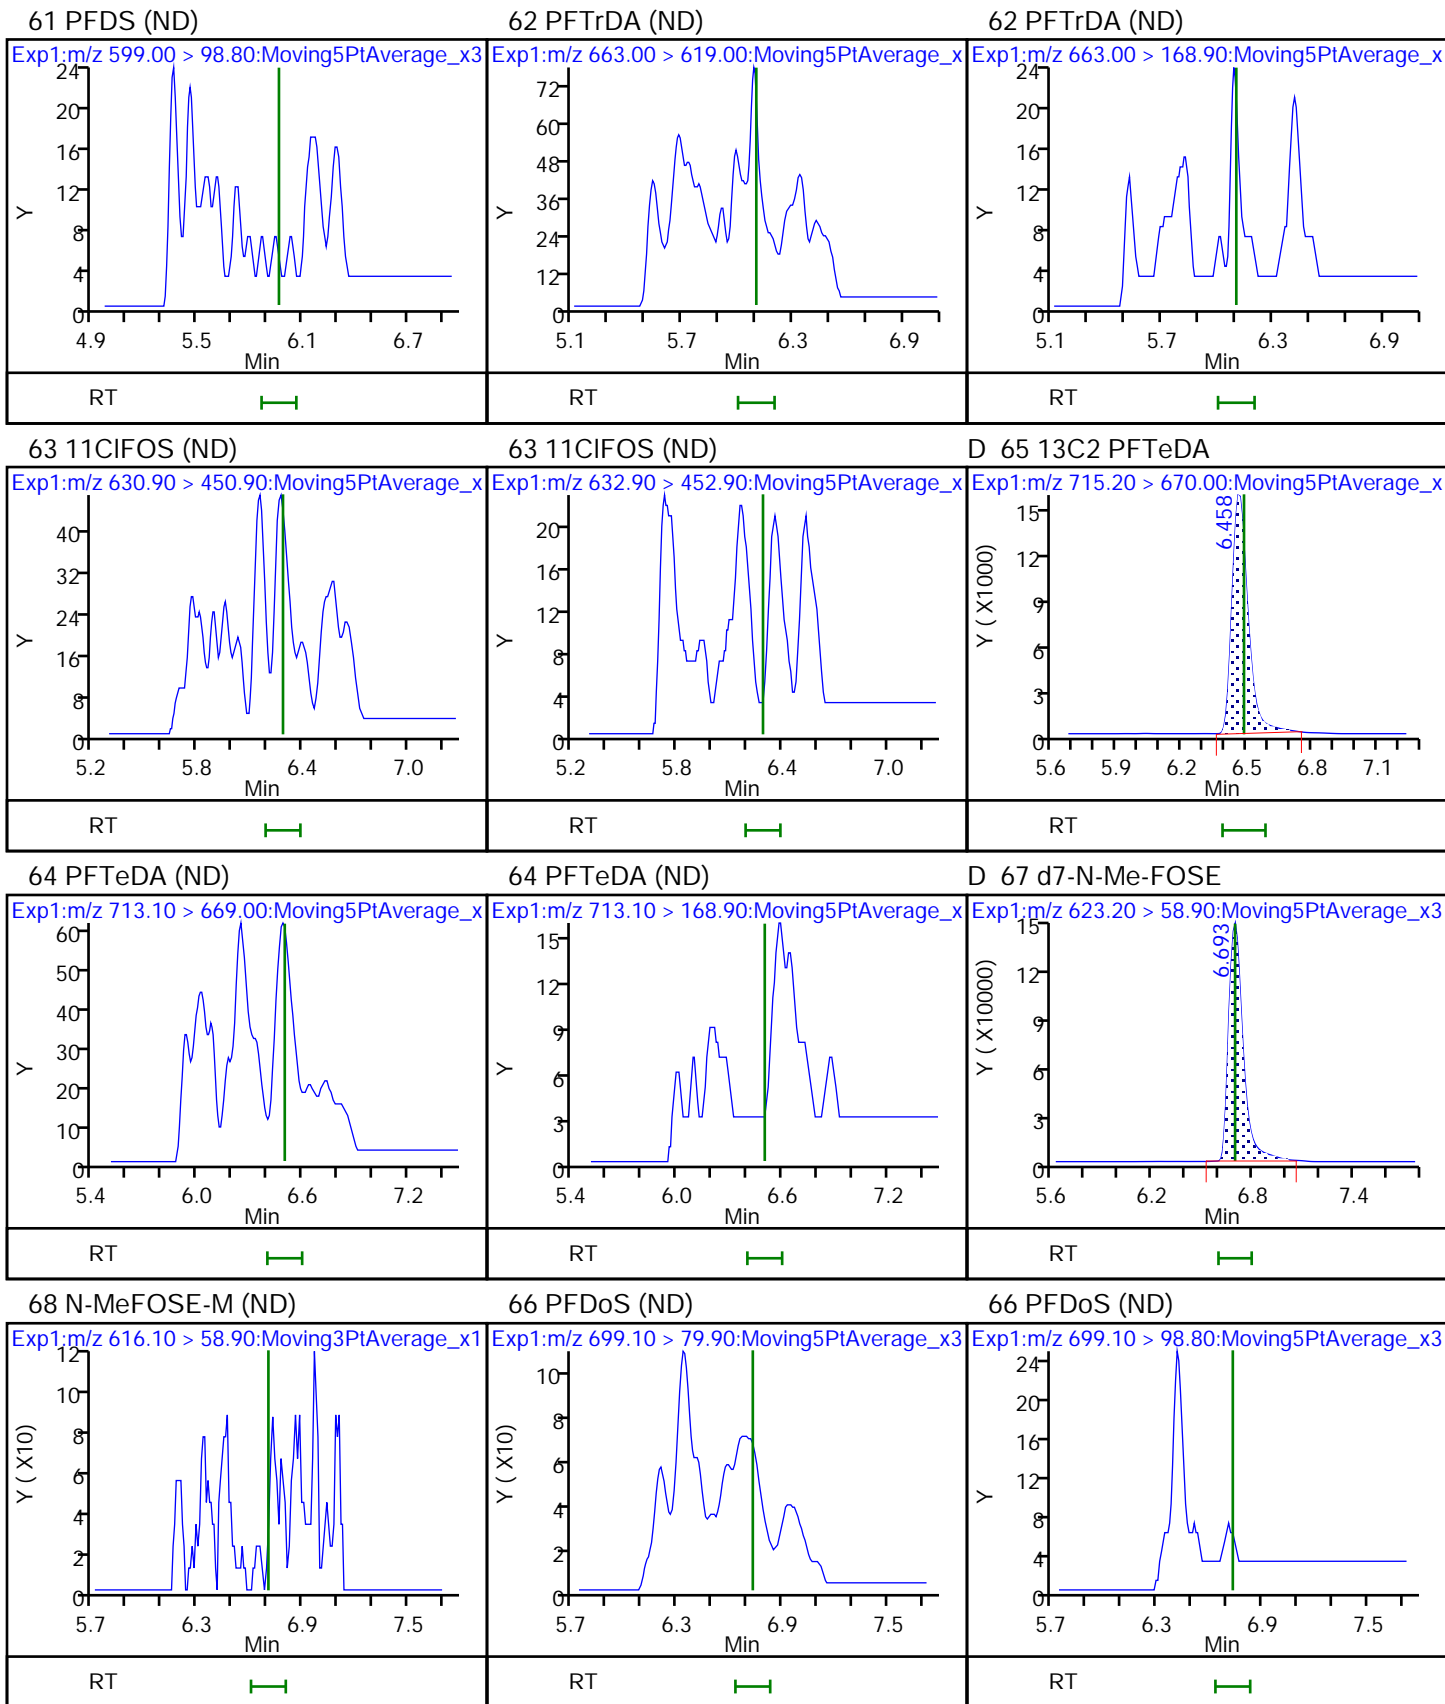 61 PFDS (ND)
Exp1:m/z 599.00 > 98.80:Moving5PtAverage_x3
24
20
16
12
8
4
0
Y
4.9 5.5 6.1 6.7
Min
RT
62 PFTrDA (ND)
Exp1:m/z 663.00 > 619.00:Moving5PtAverage_x
72
60
48
36
24
12
0
Y
5.1 5.7 6.3 6.9
Min
RT
62 PFTrDA (ND)
Exp1:m/z 663.00 > 168.90:Moving5PtAverage_x
24
20
16
12
8
4
0
Y
5.1 5.7 6.3 6.9
Min
RT
63 11ClFOS (ND)
Exp1:m/z 630.90 > 450.90:Moving5PtAverage_x
40
32
24
16
8
0
Y
5.2 5.8 6.4 7.0
Min
RT
63 11ClFOS (ND)
Exp1:m/z 632.90 > 452.90:Moving5PtAverage_x
20
16
12
8
4
0
Y
5.2 5.8 6.4 7.0
Min
RT
D 65 13C2 PFTeDA
Exp1:m/z 715.20 > 670.00:Moving5PtAverage_x
6.458
15
12
9
6
3
0
Y ( X1000)
5.6 5.9 6.2 6.5 6.8 7.1
Min
RT
64 PFTeDA (ND)
Exp1:m/z 713.10 > 669.00:Moving5PtAverage_x
60
50
40
30
20
10
0
Y
5.4 6.0 6.6 7.2
Min
RT
64 PFTeDA (ND)
Exp1:m/z 713.10 > 168.90:Moving5PtAverage_x
15
12
9
6
3
0
Y
5.4 6.0 6.6 7.2
Min
RT
D 67 d7-N-Me-FOSE
Exp1:m/z 623.20 > 58.90:Moving5PtAverage_x3
6.693
15
12
9
6
3
0
Y ( X10000)
5.6 6.2 6.8 7.4
Min
RT
68 N-MeFOSE-M (ND)
Exp1:m/z 616.10 > 58.90:Moving3PtAverage_x1
12
10
8
6
4
2
0
Y ( X10)
5.7 6.3 6.9 7.5
Min
RT
66 PFDoS (ND)
Exp1:m/z 699.10 > 79.90:Moving5PtAverage_x3
10
8
6
4
2
0
Y ( X10)
5.7 6.3 6.9 7.5
Min
RT
66 PFDoS (ND)
Exp1:m/z 699.10 > 98.80:Moving5PtAverage_x3
24
20
16
12
8
4
0
Y
5.7 6.3 6.9 7.5
Min
RT